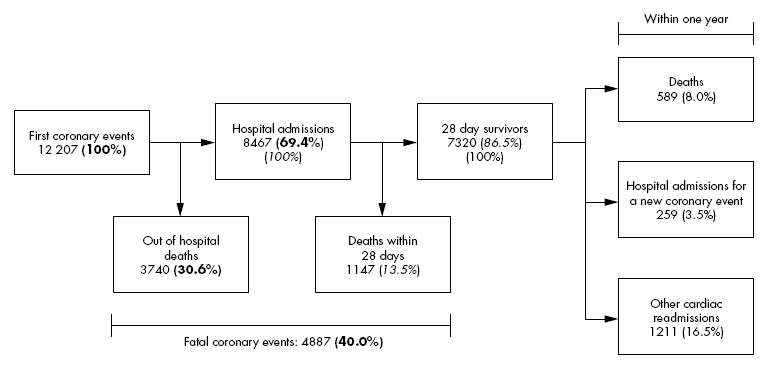 Within one year
Deaths
589 (8.0%)
First coronary events
12 207 (100%)
Hospital admissions
8467 (69.4%)
(100%)
28 day survivors
7320 (86.5%)
(100%)
Hospital admissions for
a new coronary event
259 (3.5%)
Out of hospital
deaths
3740 (30.6%)
Deaths within
28 days
1147 (13.5%)
Other cardiac
readmissions
1211 (16.5%)
Fatal coronary events: 4887 (40.0%)